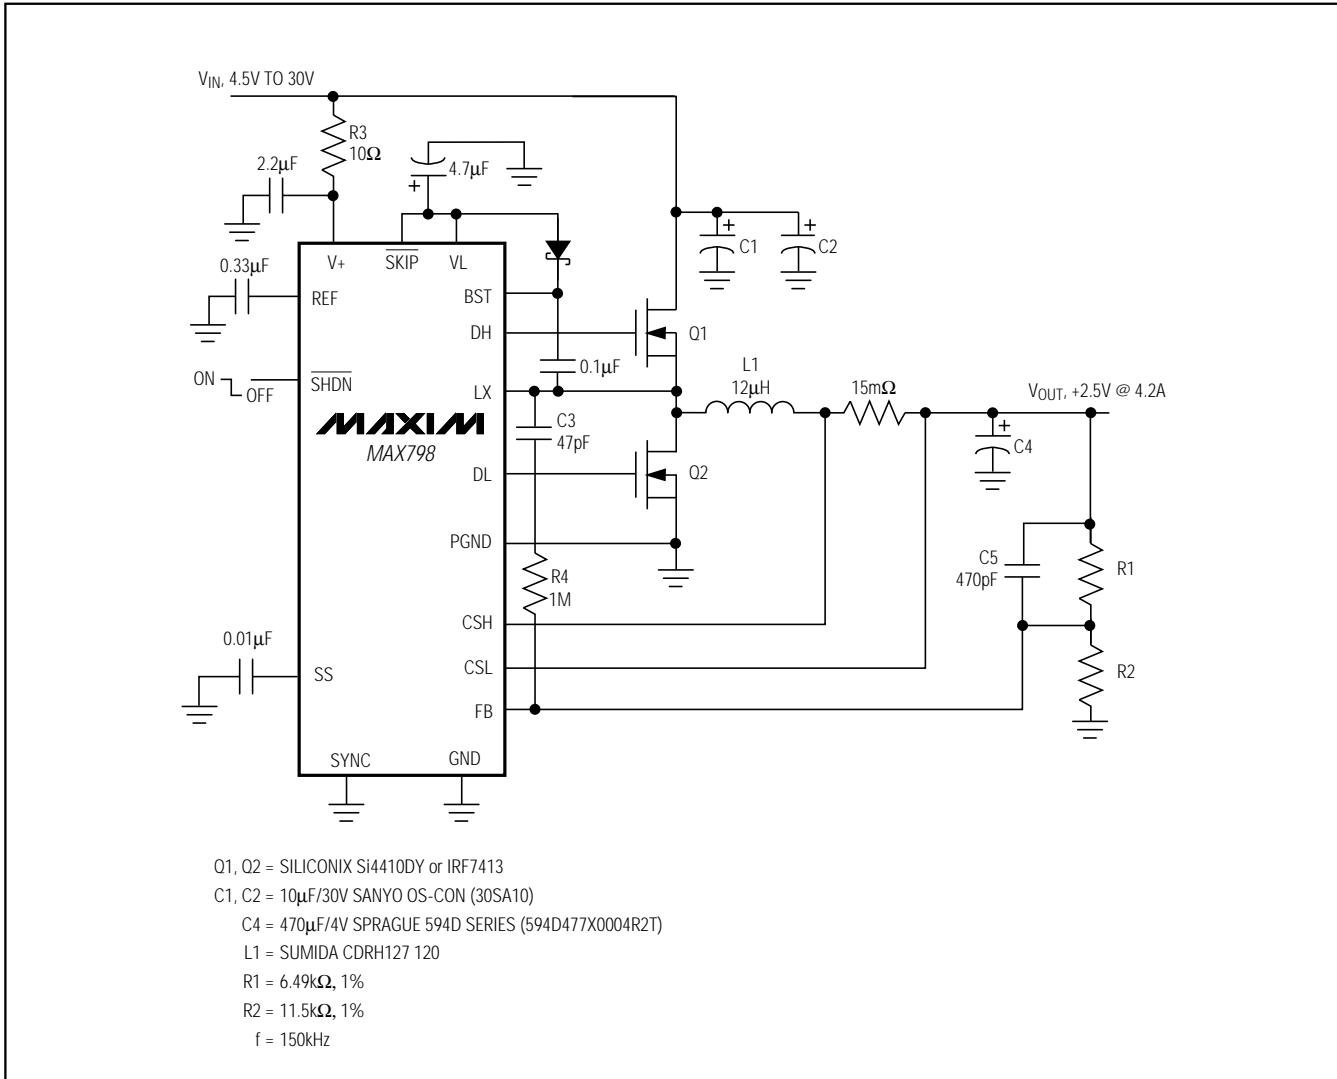 VIN, 4.5V TO 30V
R3
10Ω
2.2μF
4.7μF
C1
C2
V+
SKIP
VL
0.33μF
REF
BST
DH
Q1
0.1μF
ON
OFF
SHDN
LX
L1
12μH
15mΩ
VOUT, +2.5V @ 4.2A
MAXIM
MAX798
C3
47pF
C4
DL
Q2
PGND
C5
470pF
R1
R4
1M
CSH
0.01μF
SS
CSL
R2
FB
SYNC
GND
Q1, Q2 = SILICONIX Si4410DY or IRF7413
C1, C2 = 10μF/30V SANYO OS-CON (30SA10)
C4 = 470μF/4V SPRAGUE 594D SERIES (594D477X0004R2T)
L1 = SUMIDA CDRH127 120
R1 = 6.49kΩ, 1%
R2 = 11.5kΩ, 1%
f = 150kHz